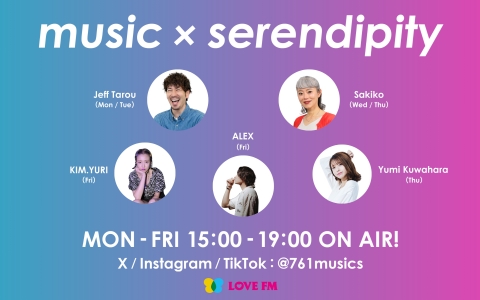 music × serendipity
Jeff Tarou
(Mon / Tue)
Sakiko
(Wed / Thu)
ALEX
(Fri)
KIM.YURI
(Fri)
Yumi Kuwahara
(Thu)
MON - FRI 15:00 - 19:00 ON AIR!
X / Instagram / TikTok : @761musics
LOVE FM